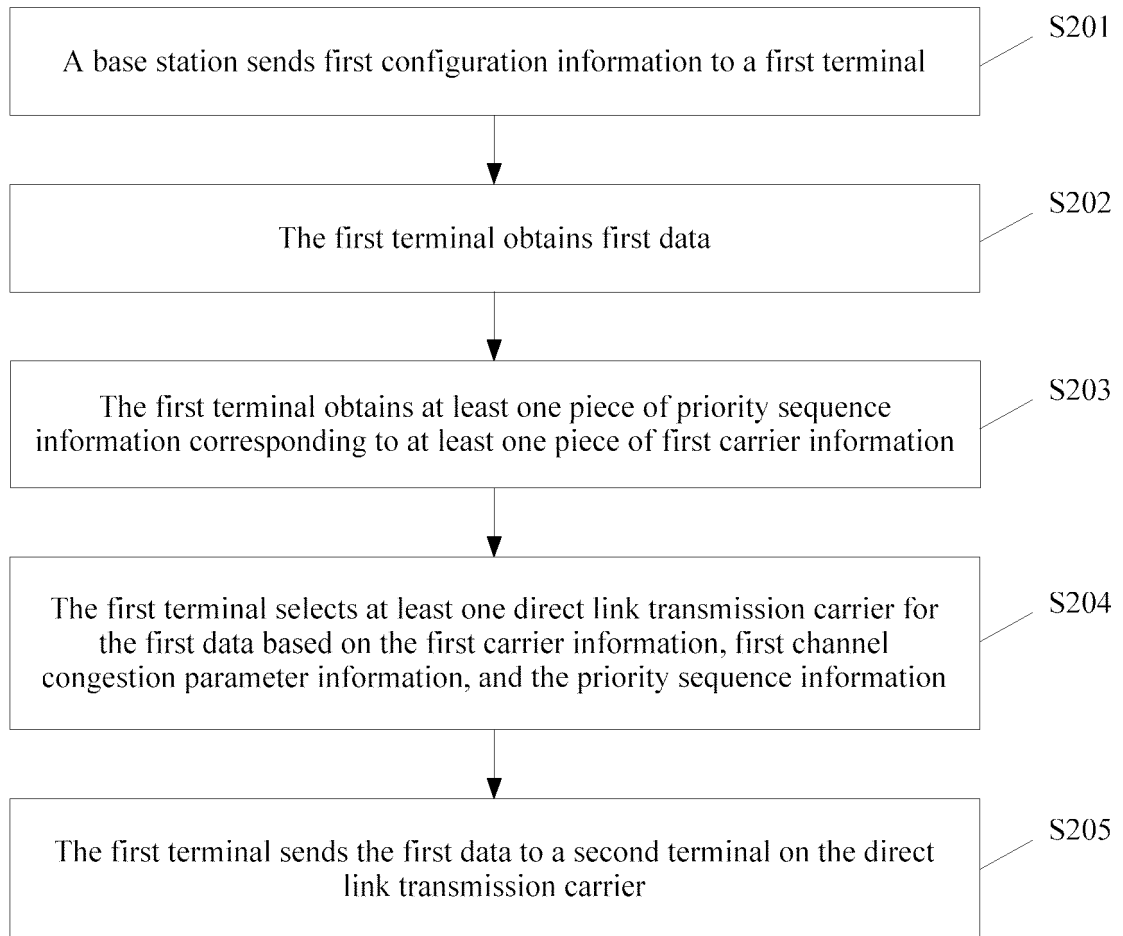 S201
A base station sends first configuration information to a first terminal
S202
The first terminal obtains first data
S203
The first terminal obtains at least one piece of priority sequence
information corresponding to at least one piece of first carrier information
S204
The first terminal selects at least one direct link transmission carrier for
the first data based on the first carrier information, first channel
congestion parameter information, and the priority sequence information
S205
The first terminal sends the first data to a second terminal on the direct
link transmission carrier